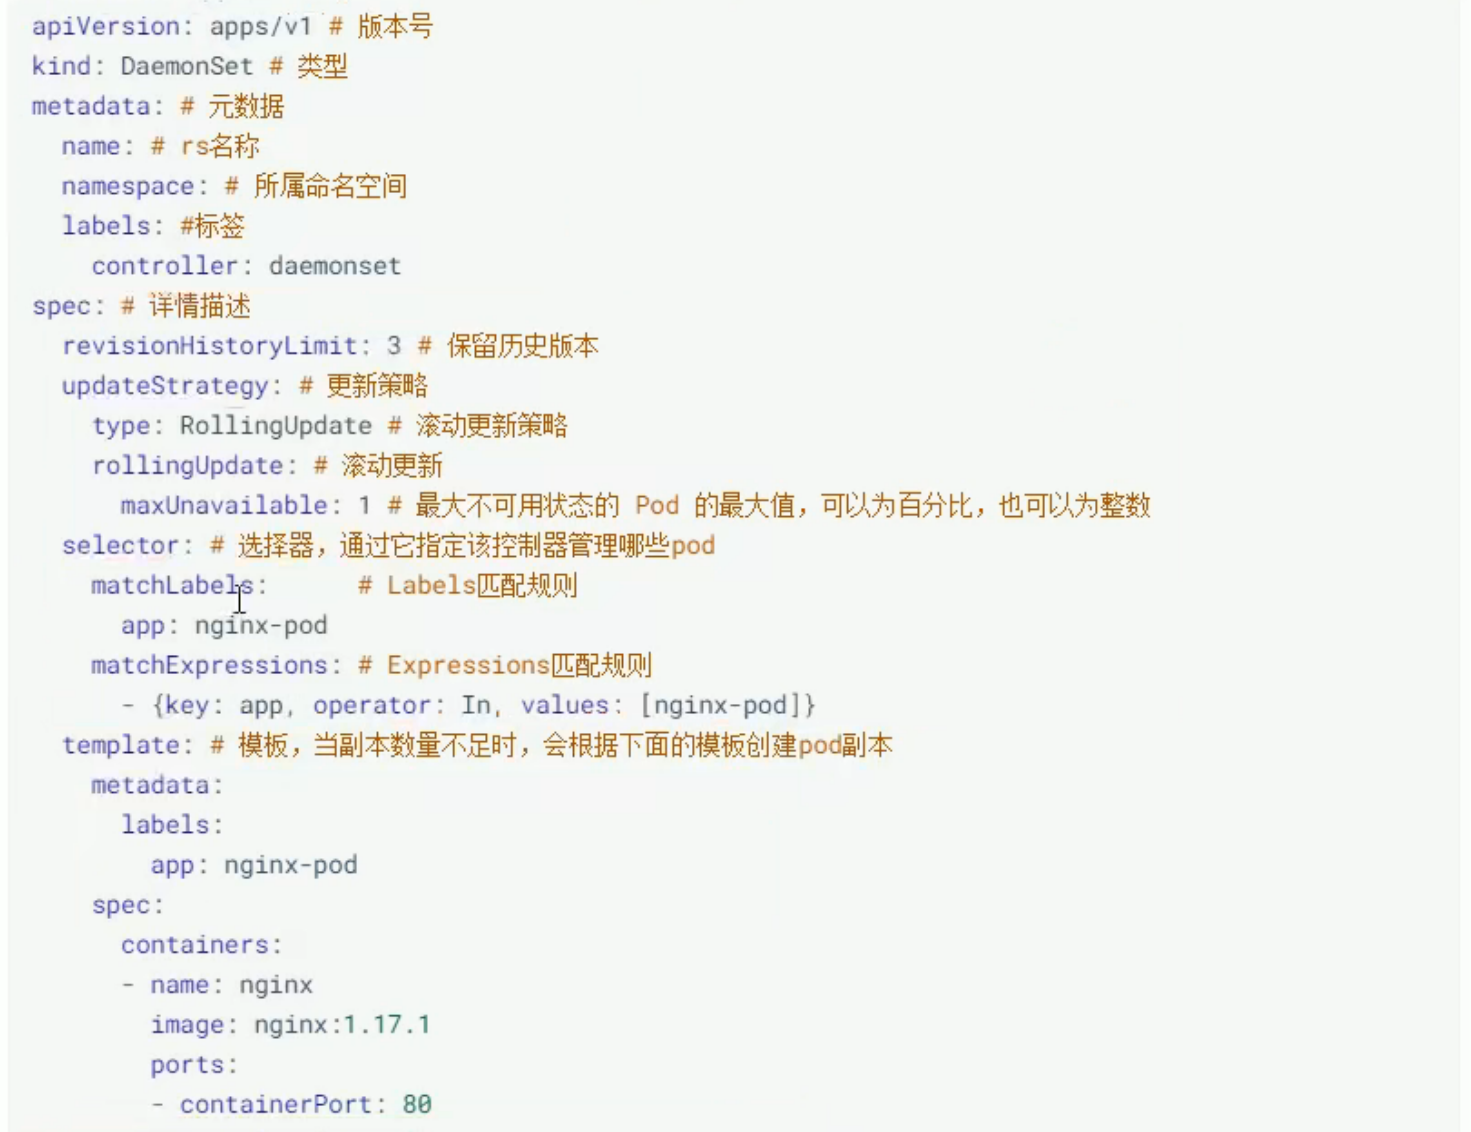 apiVersion: apps/v1 # 版本号
kind: DaemonSet # 类型
metadata: # 元数据
  name: # rs名称
  namespace: # 所属命名空间
  labels: #标签
    controller: daemonset
spec: # 详情描述
  revisionHistoryLimit: 3 # 保留历史版本
  updateStrategy: # 更新策略
    type: RollingUpdate # 滚动更新策略
    rollingUpdate: # 滚动更新
      maxUnavailable: 1 # 最大不可用状态的 Pod 的最大值，可以为百分比，也可以为整数
  selector: # 选择器，通过它指定该控制器管理哪些pod
    matchLabels:      # Labels匹配规则
      app: nginx-pod
    matchExpressions: # Expressions匹配规则
      - {key: app, operator: In, values: [nginx-pod]}
  template: # 模板，当副本数量不足时，会根据下面的模板创建pod副本
    metadata:
      labels:
        app: nginx-pod
    spec:
      containers:
      - name: nginx
        image: nginx:1.17.1
        ports:
        - containerPort: 80